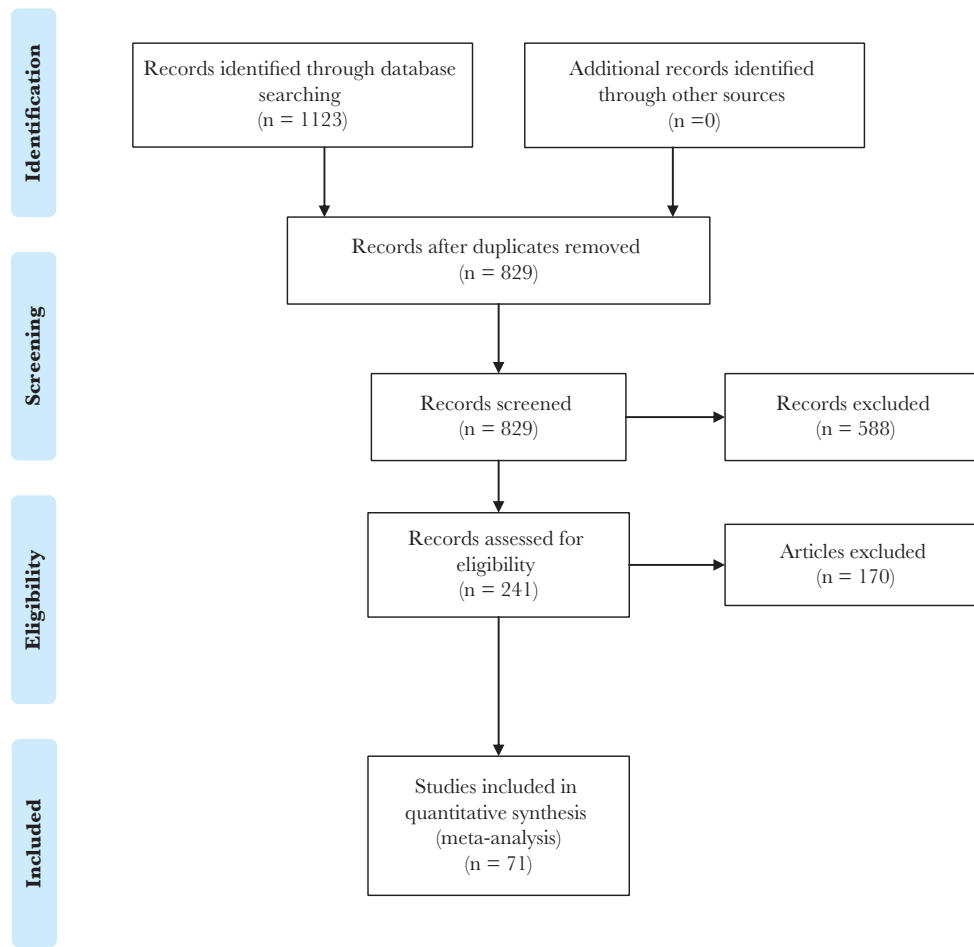 Identification
Records identified through database
searching
(n = 1123)
Additional records identified
through other sources
(n =0)
Records after duplicates removed
(n = 829)
Screening
Records screened
(n = 829)
Records excluded
(n = 588)
Eligibility
Records assessed for
eligibility
(n = 241)
Articles excluded
(n = 170)
Included
Studies included in
quantitative synthesis
(meta-analysis)
(n = 71)